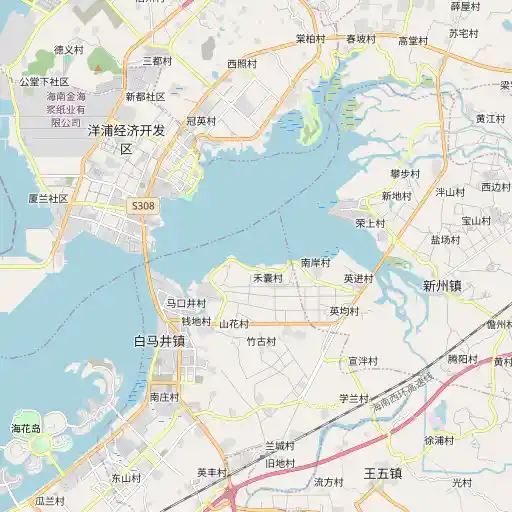 薛屋村
棠柏村
春坡村
高堂村
苏宅村
德义村
三都村
西照村
公堂下社区
海南金海
浆纸业有
限公司
新都社区
冠英村
黄江村
洋浦经济开发
区
攀步村
新地村
泮山村
西边村
厦兰社区
S308
荣上村
宝山村
盐场村
南岸村
禾囊村
英进村
新州镇
马口井村
英均村
钱地村
山花村
白马井镇
竹古村
宣泮村
儋州村
腾阳村
黄村
海南西环高速线
南庄村
学兰村
海花岛
徐浦村
兰城村
旧地村
东山村
英丰村
王五镇
流方村
光村
瓜兰村